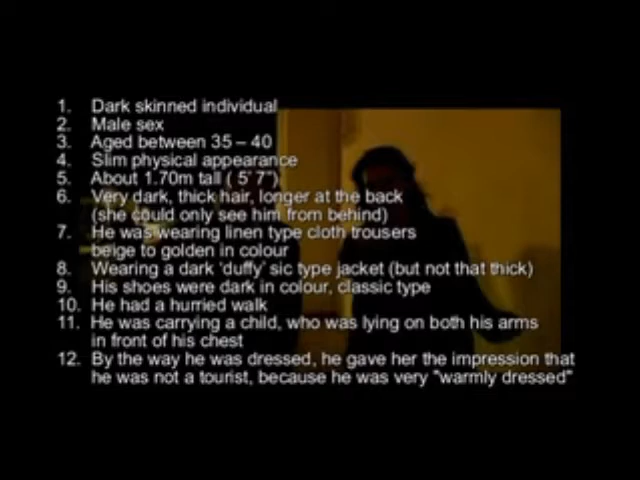 1. Dark skinned individual
2. Male sex
3. Aged between 35 – 40
4. Slim physical appearance
5. About 1.70m tall ( 5' 7")
6. Very dark, thick hair, longer at the back
(she could only see him from behind)
7. He was wearing linen type cloth trousers
beige to golden in colour
8. Wearing a dark 'duffy' sic type jacket (but not that thick)
9. His shoes were dark in colour, classic type
10. He had a hurried walk
11. He was carrying a child, who was lying on both his arms
in front of his chest
12. By the way he was dressed, he gave her the impression that
he was not a tourist, because he was very "warmly dressed"